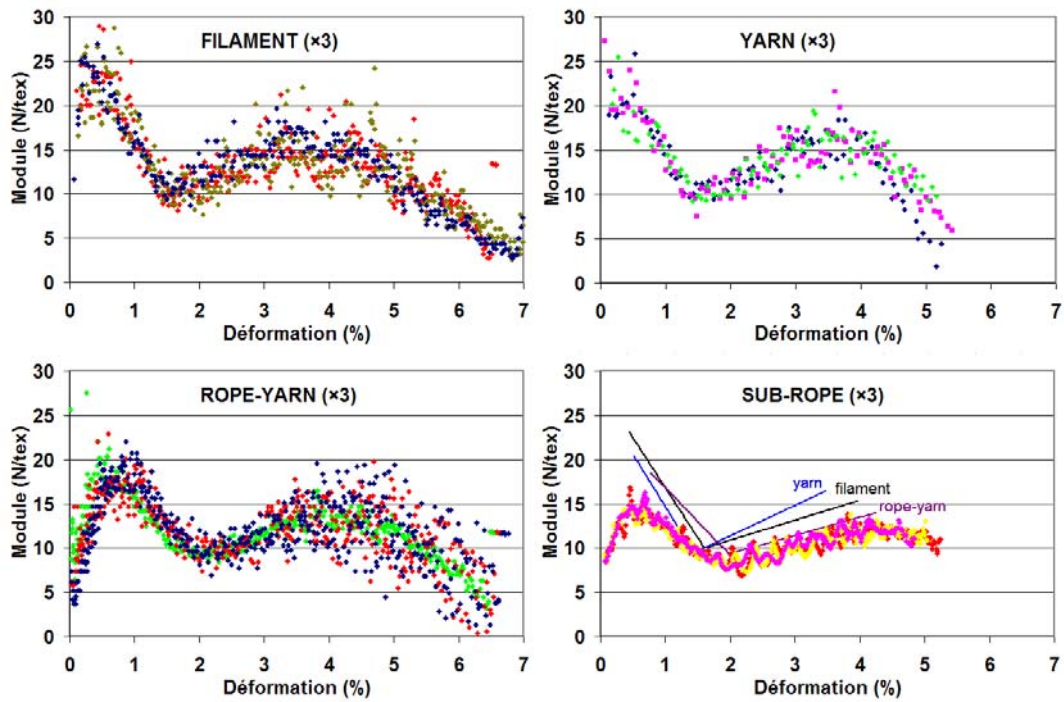 FILAMENT (×3)
Module (N/tex)
30
25
20
15
10
5
0
0 1 2 3 4 5 6 7
Déformation (%)
YARN (×3)
Module (N/tex)
30
25
20
15
10
5
0
0 1 2 3 4 5 6 7
Déformation (%)
ROPE-YARN (×3)
Module (N/tex)
30
25
20
15
10
5
0
0 1 2 3 4 5 6 7
Déformation (%)
SUB-ROPE (×3)
Module (N/tex)
30
25
20
15
10
5
0
yarn
filament
rope-yarn
0 1 2 3 4 5 6 7
Déformation (%)